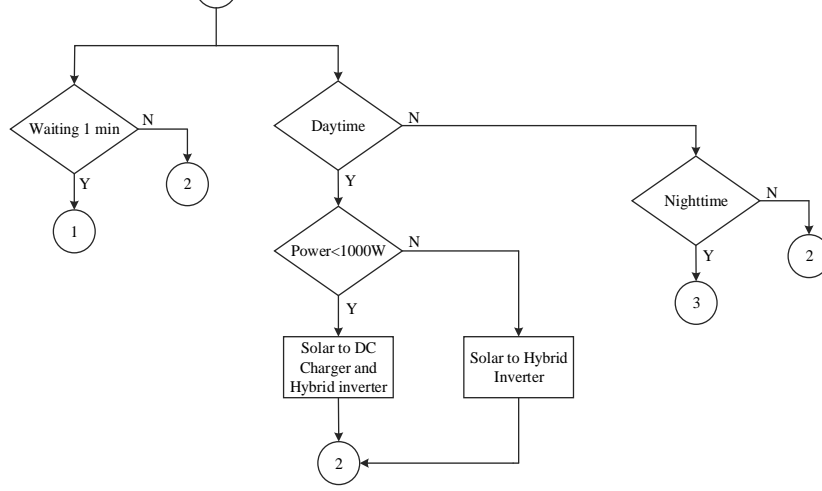 Waiting 1 min
N
Y
2
1
Daytime
N
Y
Power<1000W
N
Y
Solar to DC
Charger and
Hybrid inverter
Solar to Hybrid
Inverter
2
Nighttime
N
Y
2
3